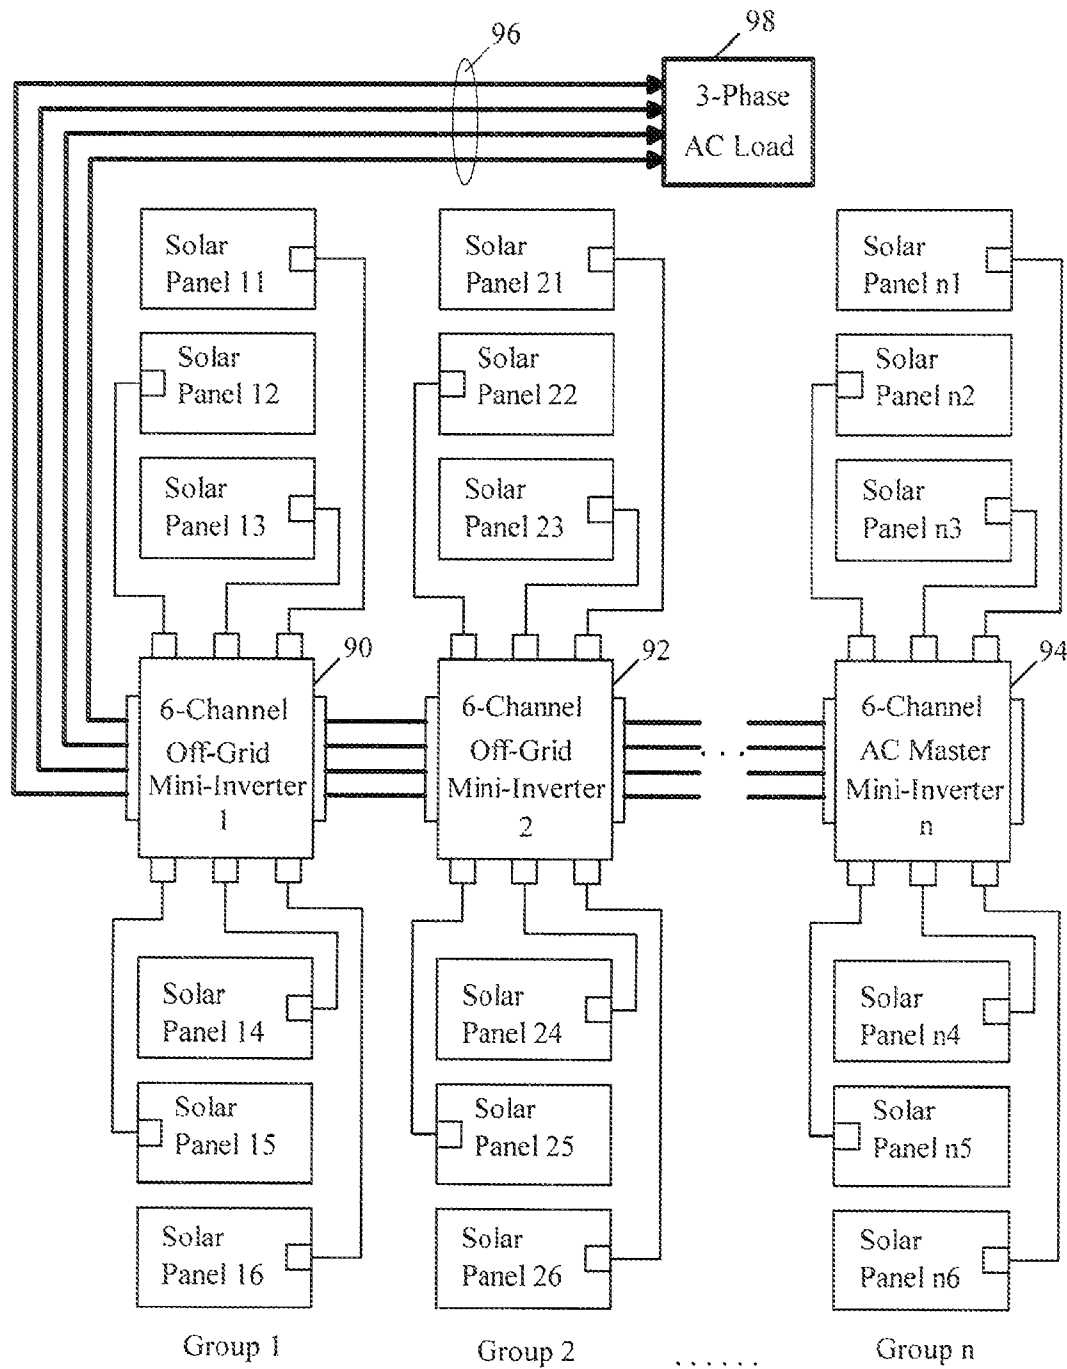 96
98
3-Phase
AC Load
Solar
Panel 11
Solar
Panel 21
Solar
Panel n1
Solar
Panel 12
Solar
Panel 22
Solar
Panel n2
Solar
Panel 13
Solar
Panel 23
Solar
Panel n3
90
92
94
6-Channel
Off-Grid
Mini-Inverter
1
6-Channel
Off-Grid
Mini-Inverter
2
. . .
6-Channel
AC Master
Mini-Inverter
n
Solar
Panel 14
Solar
Panel 24
Solar
Panel n4
Solar
Panel 15
Solar
Panel 25
Solar
Panel n5
Solar
Panel 16
Solar
Panel 26
Solar
Panel n6
Group 1
Group 2
. . . . . .
Group n